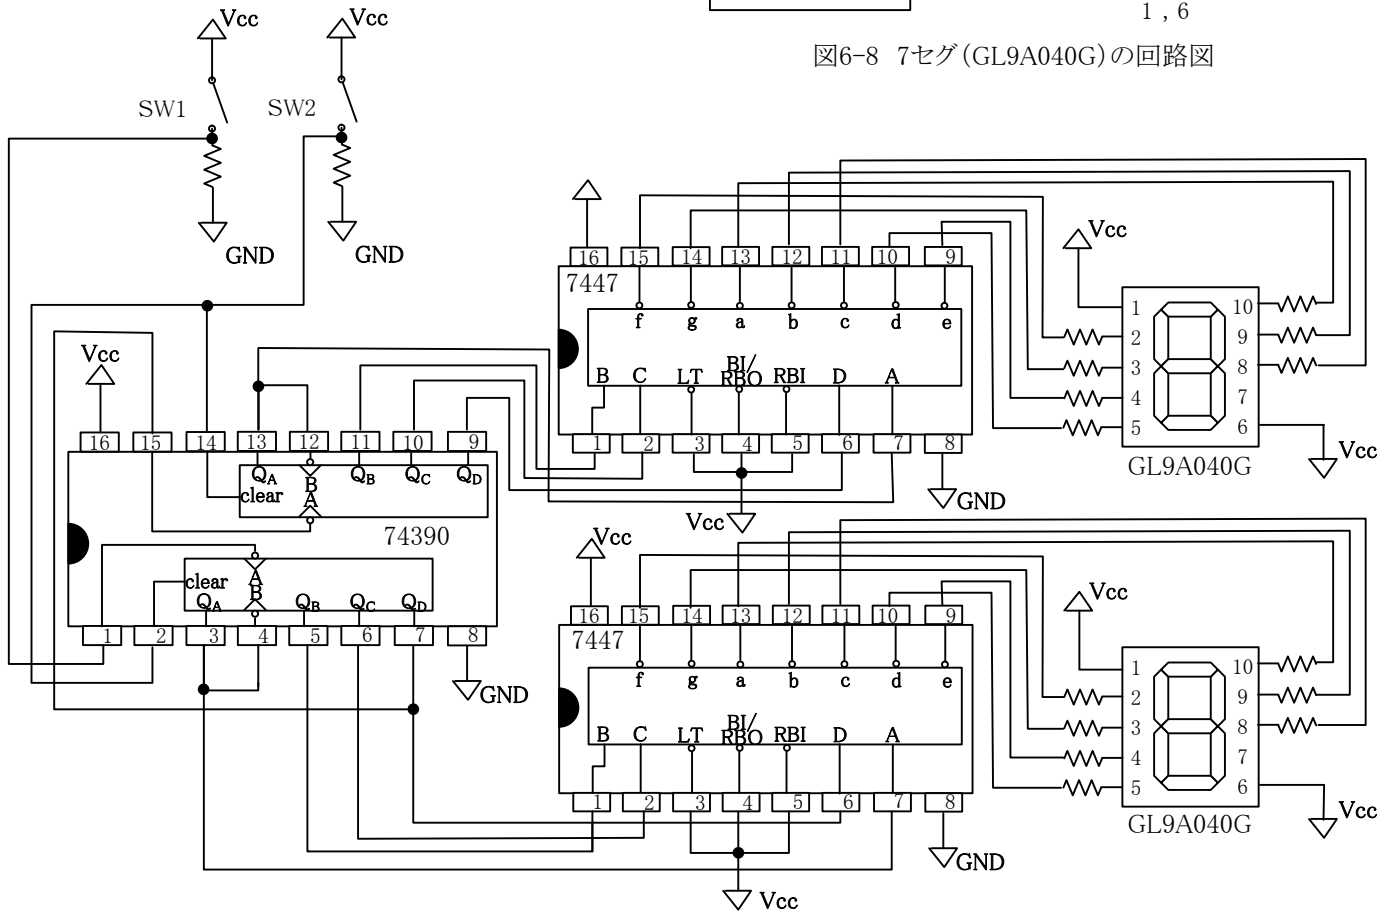 1 , 6
図6-8 7セグ(GL9A040G)の回路図
Vcc
Vcc
SW1
SW2
GND
GND
Vcc
16 15 14 13 12 11 10 9
QA B QB QC QD
clear A
74390
clear A
QA B QB QC QD
1 2 3 4 5 6 7 8
GND
16 15 14 13 12 11 10 9
7447
f g a b c d e
BI/
B C LT RBO RBI D A
1 2 3 4 5 6 7 8
Vcc
GND
Vcc
1 10
2 9
3 8
4 7
5 6
Vcc
GL9A040G
Vcc
16 15 14 13 12 11 10 9
7447
f g a b c d e
BI/
B C LT RBO RBI D A
1 2 3 4 5 6 7 8
GND
Vcc
Vcc
1 10
2 9
3 8
4 7
5 6
Vcc
GL9A040G